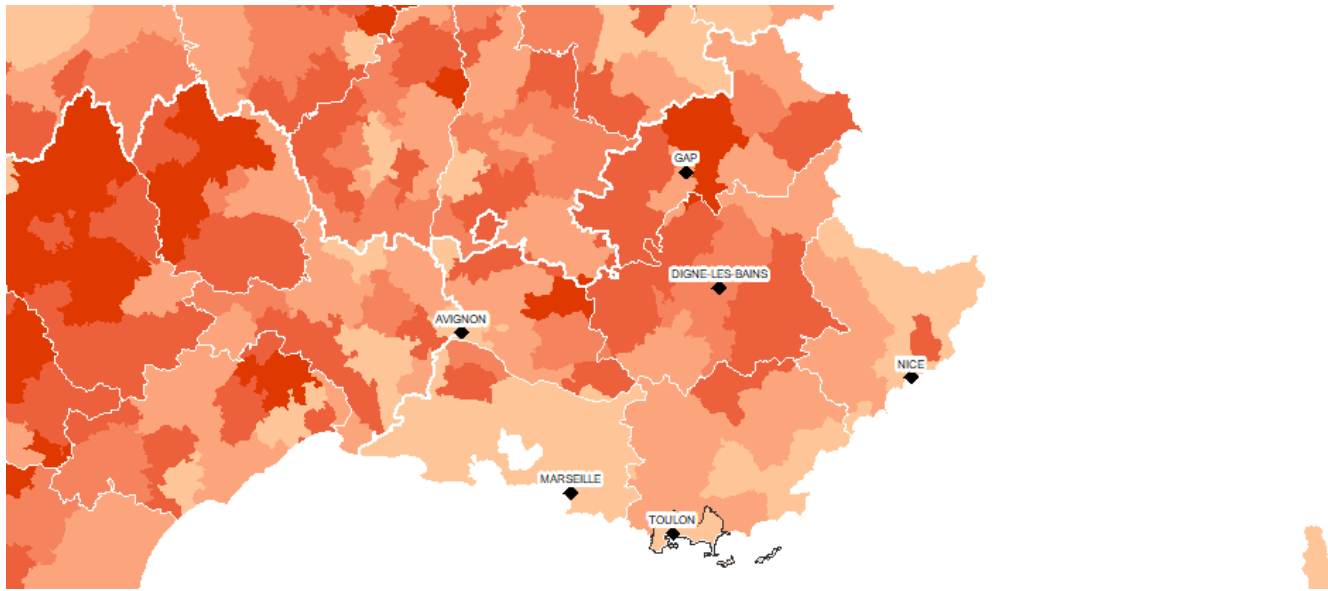 GAP
DIGNE-LES-BAINS
AVIGNON
NICE
MARSEILLE
TOULON